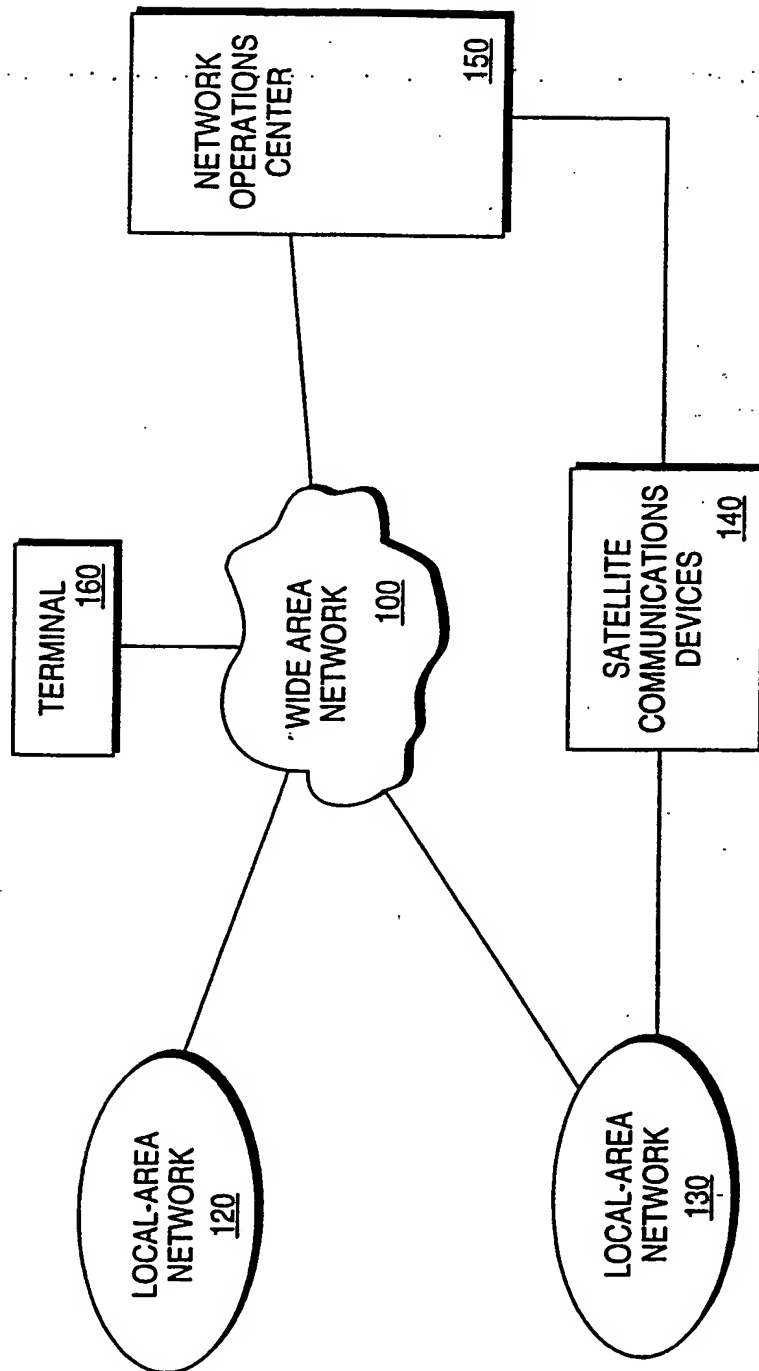 TERMINAL
160
NETWORK
OPERATIONS
CENTER
150
WIDE AREA
NETWORK
100
LOCAL-AREA
NETWORK
120
LOCAL-AREA
NETWORK
130
SATELLITE
COMMUNICATIONS
DEVICES
140